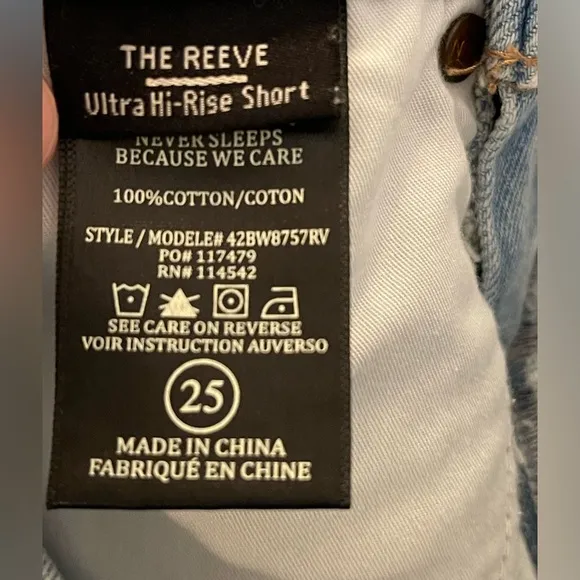 THE REEVE
Ultra Hi-Rise Short
NEVER SLEEPS
BECAUSE WE CARE
100%COTTON/COTON
STYLE / MODELE# 42BW8757RV
PO# 117479
RN# 114542
SEE CARE ON REVERSE
VOIR INSTRUCTION AUVERSO
25
MADE IN CHINA
FABRIQUÉ EN CHINE